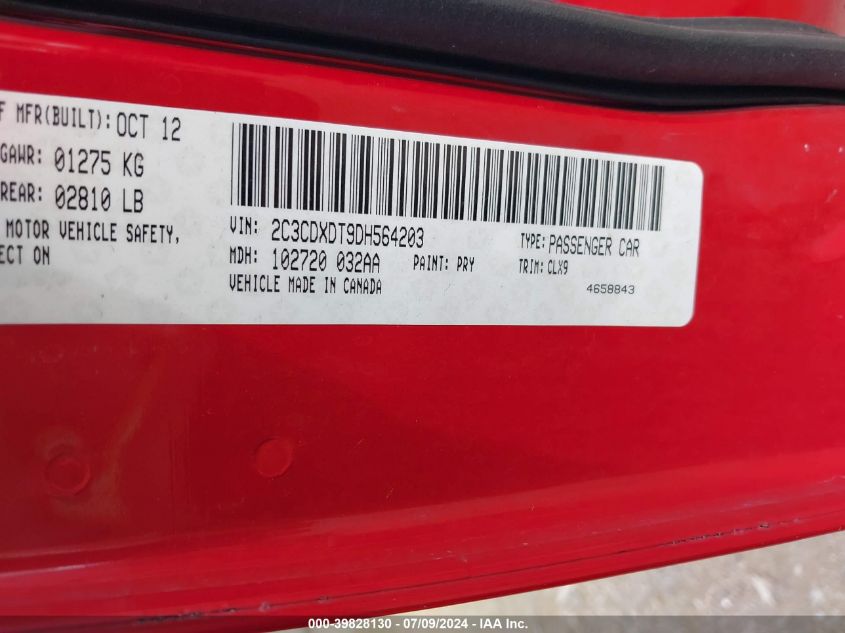 F MFR(BUILT): OCT 12
GAWR: 01275 KG
REAR: 02810 LB
MOTOR VEHICLE SAFETY,
ECT ON
VIN: 2C3CDXDT9DH564203
TYPE: PASSENGER CAR
MDH: 102720 032AA PAINT: PRY TRIM: CLX9
VEHICLE MADE IN CANADA
4658843
000-39828130 - 07/09/2024 - IAA Inc.